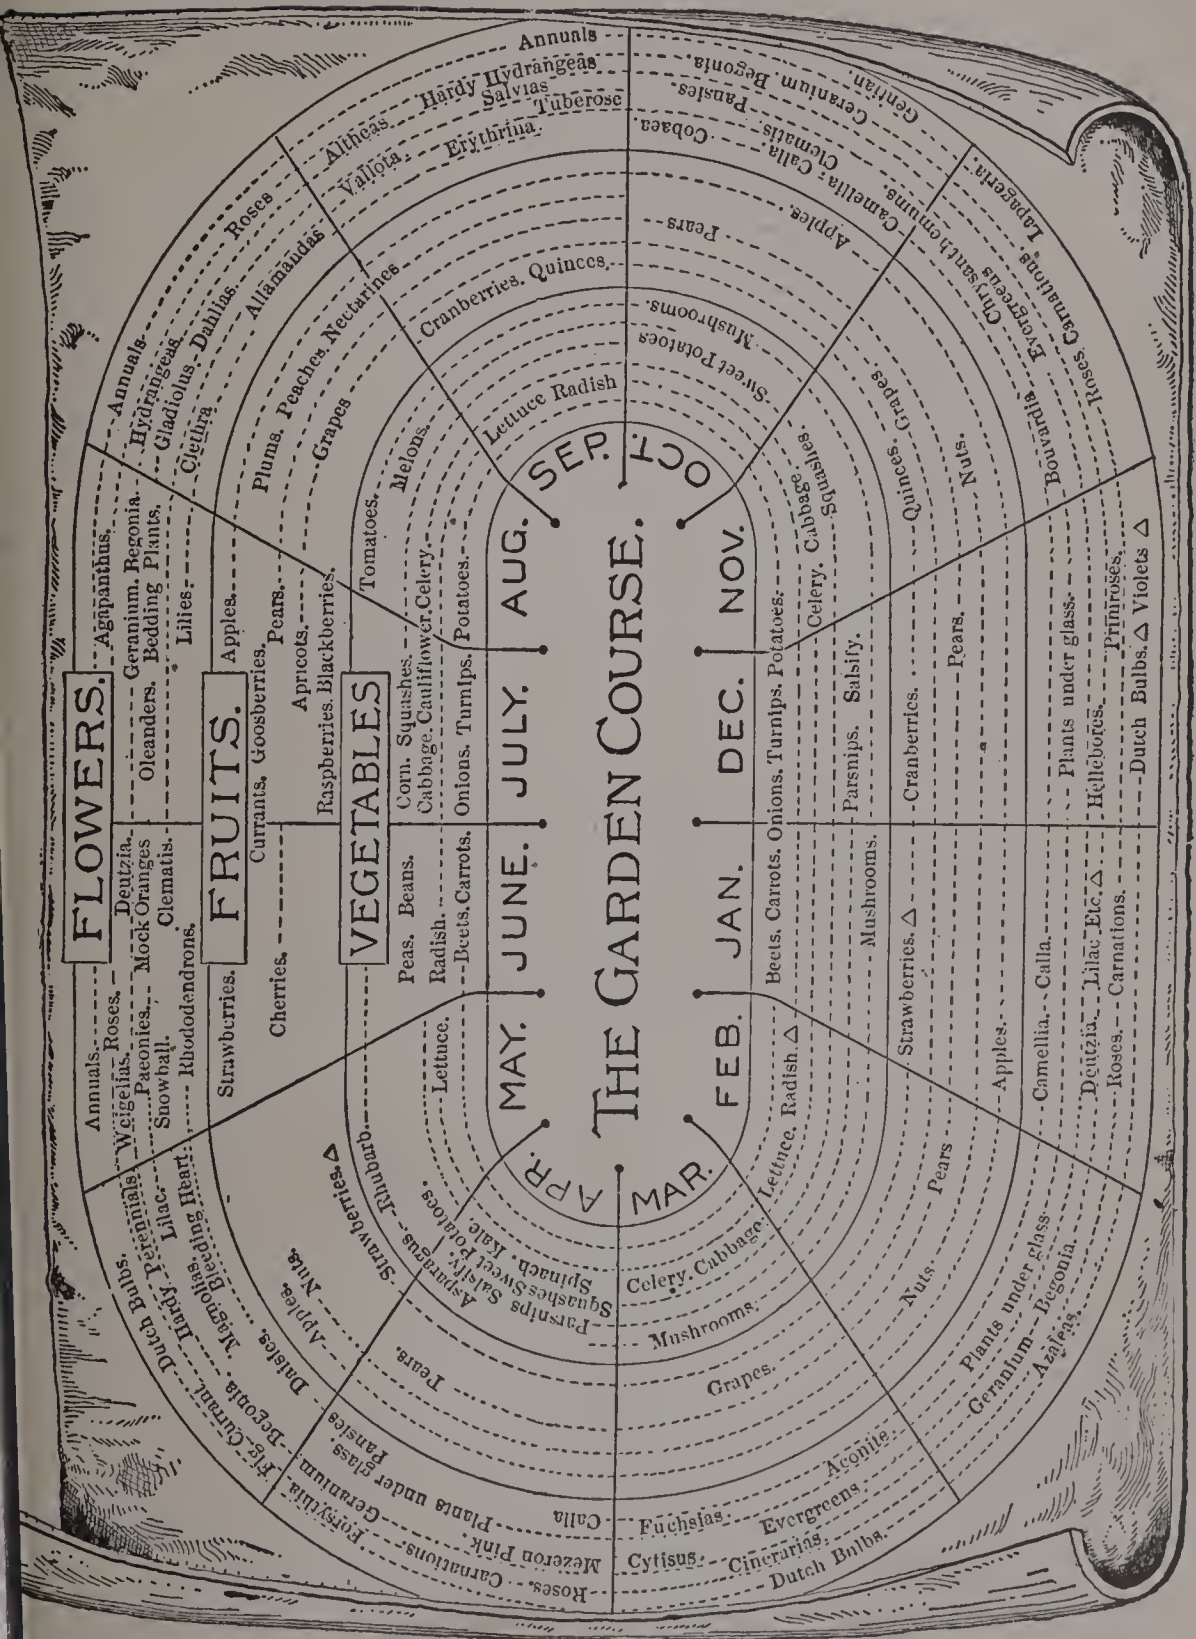 THE GARDEN COURSE.
JAN.
FEB.
MAR.
APR.
MAY.
JUNE.
JULY.
AUG.
SEP.
OCT.
NOV.
DEC.
FLOWERS.
Annuals.
Roses.
Deutzia.
Weigelias.
Paeonies. Mock Oranges
Snowball. Clematis.
Rhododendrons.
Agapanthus.
Geranium. Begonia.
Oleanders. Bedding Plants.
Lilies.
Annuals
Roses
Hydrangeas
Gladiolus Dahlias.
Clethra
Allamandas
Annuals
Altheas Hardy Hydrangeas
Salvias
Vallota. Tuberose
Erythrina.
Gentian.
Geranium Begonia
Pansies.
Clematis.
Cobaea. Calla. Camellia
Lapageria.
Roses. Carnations.
Evergreens
Chrysanthemums.
Bouvardia
Violets △
Dutch Bulbs. △
Primroses.
Hellebores.
Plants under glass.
Camellia. Calla.
Deutzia. Lilac Etc. △
Roses. Carnations.
Plants under glass
Geranium Begonia.
Azaleas.
Fuchsias. Aconite.
Evergreens
Cytisus. Cinerarias.
Dutch Bulbs.
Roses. Carnations. Forsythia
Mezeron Pink. Geranium
Calla Plants under glass. Pansies
Dutch Bulbs.
Hardy Perennials
Lilac.
Flg. Currant
Magnolias. Bleeding Heart.
Begonia.
Daisies.
FRUITS.
Strawberries.
Cherries.
Currants. Goosberries.
Apples.
Pears.
Apricots.
Raspberries. Blackberries.
Plums. Peaches. Nectarines
Grapes
Cranberries. Quinces.
Apples.
Pears
Quinces. Grapes
Nuts.
Pears.
Cranberries.
Strawberries. △
Apples.
Pears
Nuts.
Grapes.
Pears.
Apples. Nuts.
Strawberries. △
VEGETABLES
Rhubarb.
Asparagus
Lettuce.
Potatoes.
Peas. Beans.
Radish.
Beets. Carrots.
Corn. Squashes.
Cabbage. Cauliflower. Celery.
Onions. Turnips. Potatoes.
Tomatoes.
Melons.
Lettuce Radish
Mushrooms.
Sweet Potatoes
Cabbage.
Squashes.
Celery. Cabbage.
Parsnips. Salsify.
Beets. Carrots. Onions. Turnips. Potatoes.
Mushrooms.
Lettuce. Radish. △
Celery. Cabbage.
Mushrooms.
Parsnips Salsify.
Squashes Sweet Potatoes
Spinach Kale.